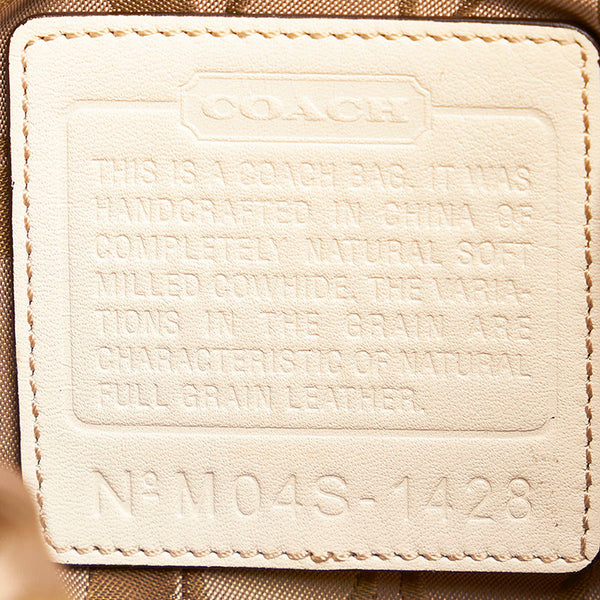 COACH
THIS IS A COACH BAG. IT WAS
HANDCRAFTED IN CHINA OF
COMPLETELY NATURAL SOFT
MILLED COWHIDE. THE VARIA-
TIONS IN THE GRAIN ARE
CHARACTERISTIC OF NATURAL
FULL GRAIN LEATHER.
Nº M04S-1428